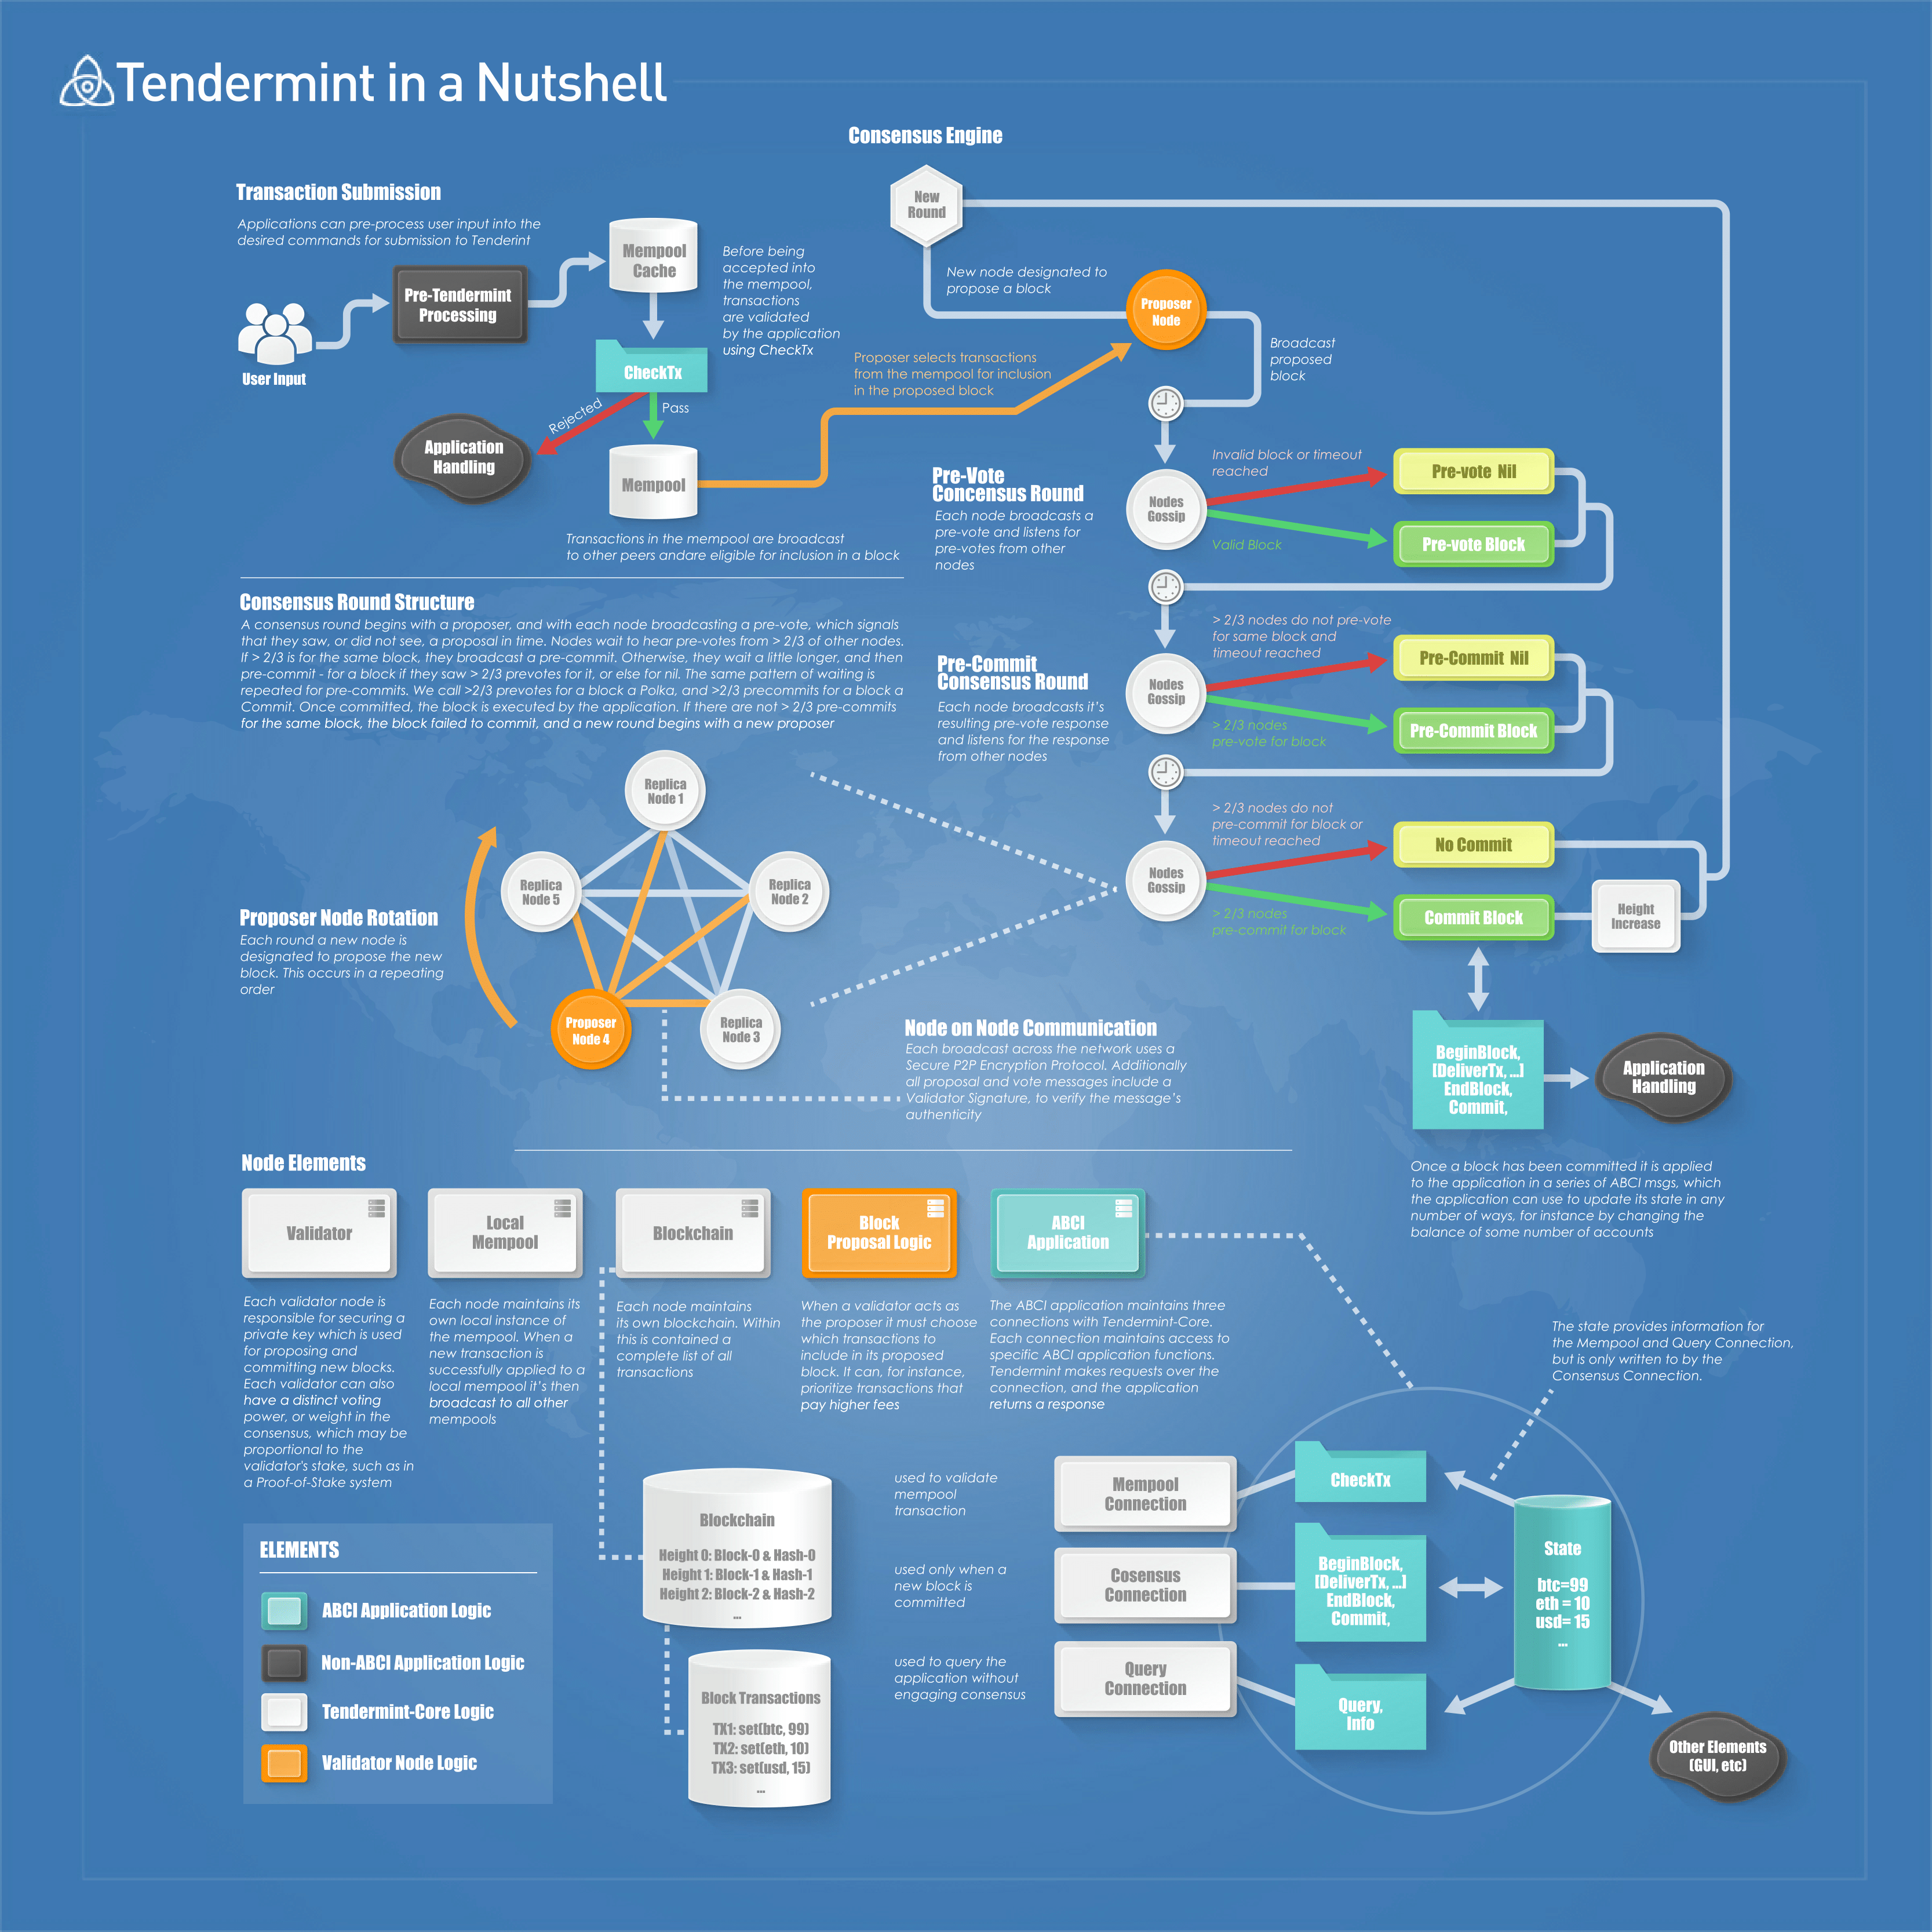 Tendermint in a Nutshell
Consensus Engine
Transaction Submission
Applications can pre-process user input into the
desired commands for submission to Tenderint
User Input
Pre-Tendermint
Processing
Mempool
Cache
Before being
accepted into
the mempool,
transactions
are validated
by the application
using CheckTx
CheckTx
Rejected
Pass
Application
Handling
Mempool
Transactions in the mempool are broadcast
to other peers andare eligible for inclusion in a block
Proposer selects transactions
from the mempool for inclusion
in the proposed block
New
Round
New node designated to
propose a block
Proposer
Node
Broadcast
proposed
block
Pre-Vote
Concensus Round
Each node broadcasts a
pre-vote and listens for
pre-votes from other
nodes
Nodes
Gossip
Invalid block or timeout
reached
Valid Block
Pre-vote Nil
Pre-vote Block
Pre-Commit
Consensus Round
Each node broadcasts it's
resulting pre-vote response
and listens for the response
from other nodes
Nodes
Gossip
> 2/3 nodes do not pre-vote
for same block and
timeout reached
> 2/3 nodes
pre-vote for block
Pre-Commit Nil
Pre-Commit Block
Nodes
Gossip
> 2/3 nodes do not
pre-commit for block or
timeout reached
> 2/3 nodes
pre-commit for block
No Commit
Commit Block
Height
Increase
BeginBlock,
[DeliverTx, ...]
EndBlock,
Commit,
Application
Handling
Once a block has been committed it is applied
to the application in a series of ABCI msgs, which
the application can use to update its state in any
number of ways, for instance by changing the
balance of some number of accounts
Consensus Round Structure
A consensus round begins with a proposer, and with each node broadcasting a pre-vote, which signals
that they saw, or did not see, a proposal in time. Nodes wait to hear pre-votes from > 2/3 of other nodes.
If > 2/3 is for the same block, they broadcast a pre-commit. Otherwise, they wait a little longer, and then
pre-commit - for a block if they saw > 2/3 prevotes for it, or else for nil. The same pattern of waiting is
repeated for pre-commits. We call >2/3 prevotes for a block a Polka, and >2/3 precommits for a block a
Commit. Once committed, the block is executed by the application. If there are not > 2/3 pre-commits
for the same block, the block failed to commit, and a new round begins with a new proposer
Replica
Node 1
Replica
Node 5
Replica
Node 2
Proposer
Node 4
Replica
Node 3
Proposer Node Rotation
Each round a new node is
designated to propose the new
block. This occurs in a repeating
order
Node on Node Communication
Each broadcast across the network uses a
Secure P2P Encryption Protocol. Additionally
all proposal and vote messages include a
Validator Signature, to verify the message's
authenticity
Node Elements
Validator
Each validator node is
responsible for securing a
private key which is used
for proposing and
committing new blocks.
Each validator can also
have a distinct voting
power, or weight in the
consensus, which may be
proportional to the
validator's stake, such as in
a Proof-of-Stake system
Local
Mempool
Each node maintains its
own local instance of
the mempool. When a
new transaction is
successfully applied to a
local mempool it's then
broadcast to all other
mempools
Blockchain
Each node maintains
its own blockchain. Within
this is contained a
complete list of all
transactions
Block
Proposal Logic
When a validator acts as
the proposer it must choose
which transactions to
include in its proposed
block. It can, for instance,
prioritize transactions that
pay higher fees
ABCI
Application
The ABCI application maintains three
connections with Tendermint-Core.
Each connection maintains access to
specific ABCI application functions.
Tendermint makes requests over the
connection, and the application
returns a response
The state provides information for
the Mempool and Query Connection,
but is only written to by the
Consensus Connection.
ELEMENTS
ABCI Application Logic
Non-ABCI Application Logic
Tendermint-Core Logic
Validator Node Logic
Blockchain
Height 0: Block-0 & Hash-0
Height 1: Block-1 & Hash-1
Height 2: Block-2 & Hash-2
...
Block Transactions
TX1: set(btc, 99)
TX2: set(eth, 10)
TX3: set(usd, 15)
...
used to validate
mempool
transaction
Mempool
Connection
CheckTx
used only when a
new block is
committed
Cosensus
Connection
BeginBlock,
[DeliverTx, ...]
EndBlock,
Commit,
used to query the
application without
engaging consensus
Query
Connection
Query,
Info
State
btc=99
eth = 10
usd= 15
...
Other Elements
(GUI, etc)